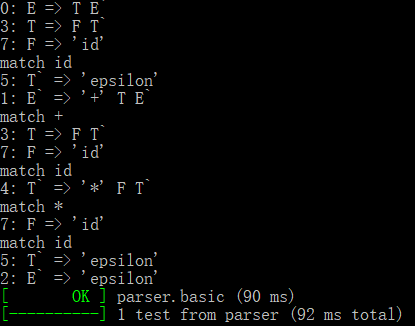 0: E => T E`
3: T => F T`
7: F => 'id'
match id
5: T` => 'epsilon'
1: E` => '+' T E`
match +
3: T => F T`
7: F => 'id'
match id
4: T` => '*' F T`
match *
7: F => 'id'
match id
5: T` => 'epsilon'
2: E` => 'epsilon'
[       OK ] parser.basic (90 ms)
[----------] 1 test from parser (92 ms total)